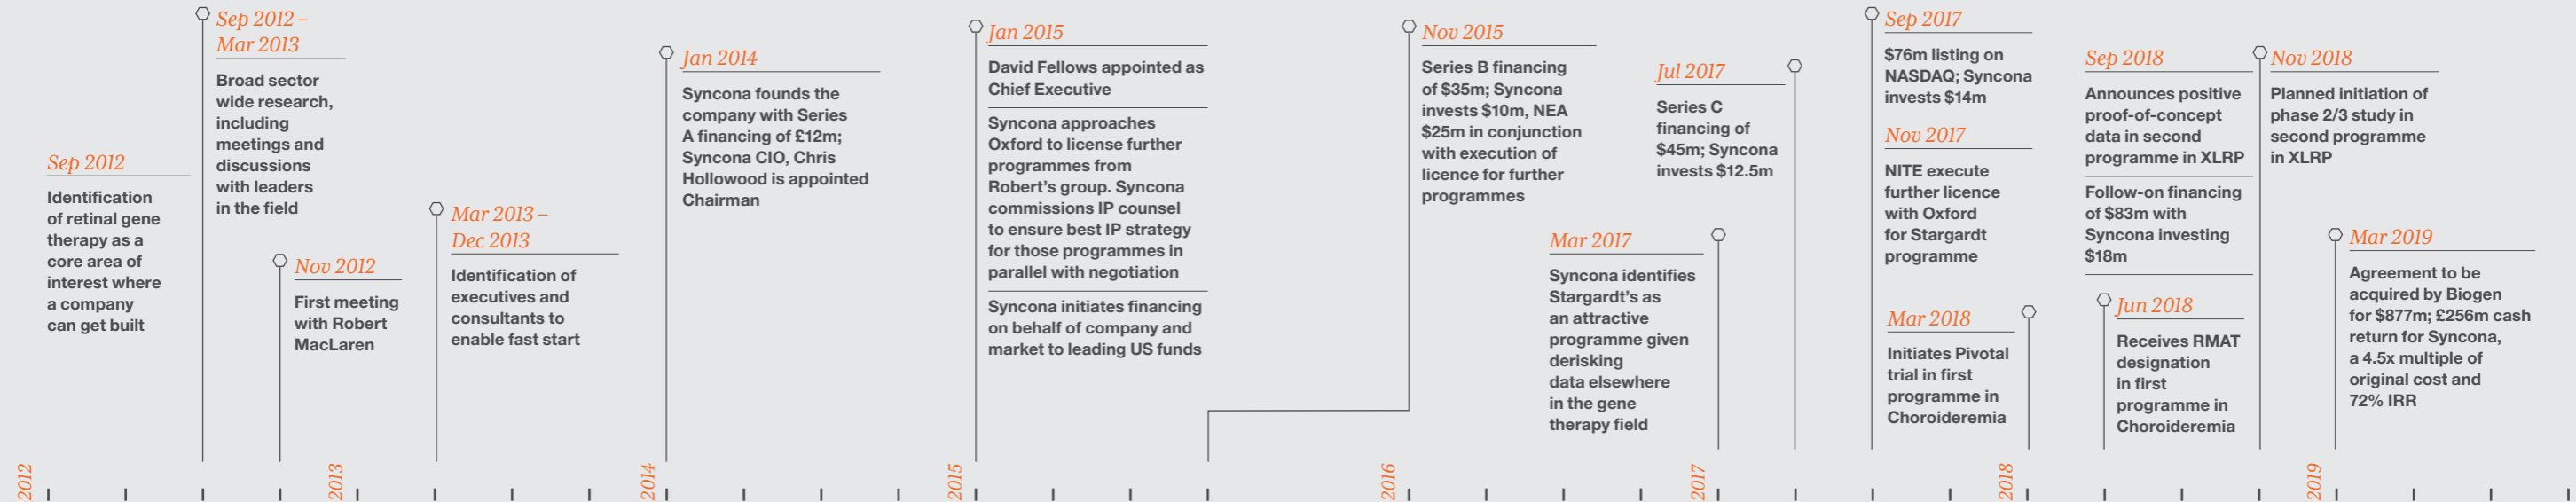 Sep 2012
Identification
of retinal gene
therapy as a
core area of
interest where
a company
can get built
Sep 2012 –
Mar 2013
Broad sector
wide research,
including
meetings and
discussions
with leaders
in the field
Nov 2012
First meeting
with Robert
MacLaren
Mar 2013 –
Dec 2013
Identification of
executives and
consultants to
enable fast start
Jan 2014
Syncona founds the
company with Series
A financing of £12m;
Syncona CIO, Chris
Hollowood is appointed
Chairman
Jan 2015
David Fellows appointed as
Chief Executive
Syncona approaches
Oxford to license further
programmes from
Robert’s group. Syncona
commissions IP counsel
to ensure best IP strategy
for those programmes in
parallel with negotiation
Syncona initiates financing
on behalf of company and
market to leading US funds
Nov 2015
Series B financing
of $35m; Syncona
invests $10m, NEA
$25m in conjunction
with execution of
licence for further
programmes
Mar 2017
Syncona identifies
Stargardt’s as
an attractive
programme given
derisking
data elsewhere
in the gene
therapy field
Jul 2017
Series C
financing of
$45m; Syncona
invests $12.5m
Sep 2017
$76m listing on
NASDAQ; Syncona
invests $14m
Nov 2017
NITE execute
further licence
with Oxford
for Stargardt
programme
Mar 2018
Initiates Pivotal
trial in first
programme in
Choroideremia
Sep 2018
Announces positive
proof-of-concept
data in second
programme in XLRP
Follow-on financing
of $83m with
Syncona investing
$18m
Jun 2018
Receives RMAT
designation
in first
programme in
Choroideremia
Nov 2018
Planned initiation of
phase 2/3 study in
second programme
in XLRP
Mar 2019
Agreement to be
acquired by Biogen
for $877m; £256m cash
return for Syncona,
a 4.5x multiple of
original cost and
72% IRR
2012
2013
2014
2015
2016
2017
2018
2019